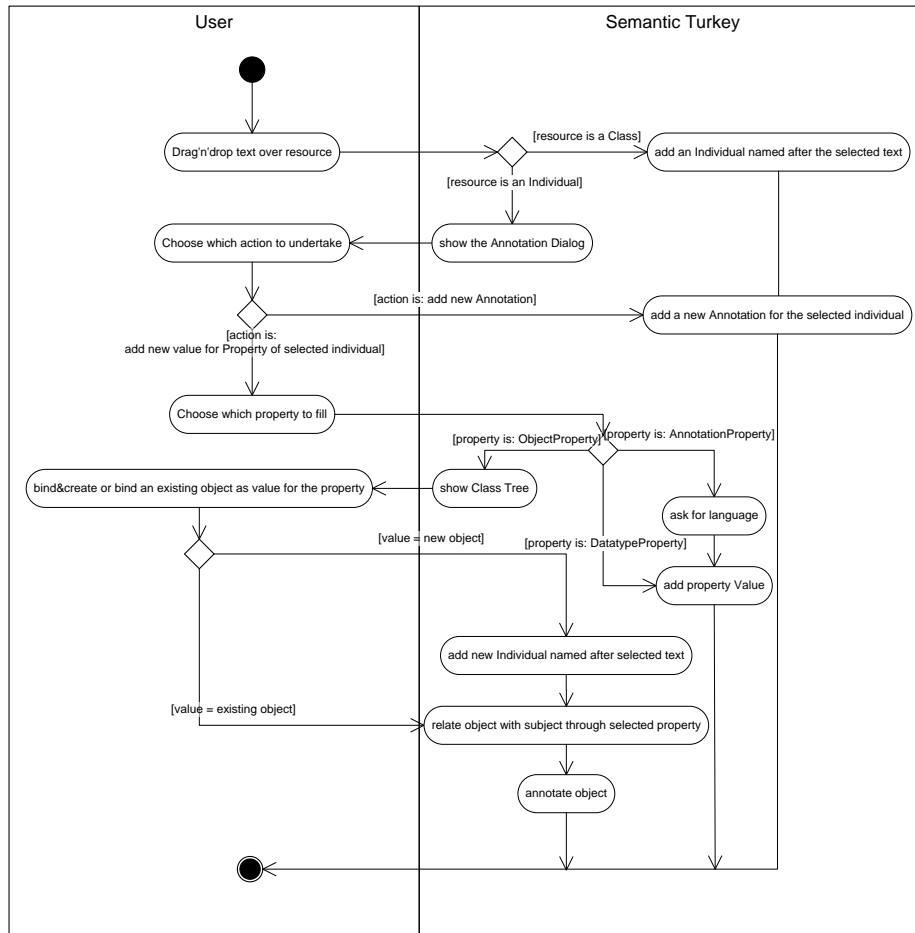 User
Semantic Turkey
[resource is a Class]
Drag'n'drop text over resource
add an Individual named after the selected text
[resource is an Individual]
Choose which action to undertake
show the Annotation Dialog
[action is: add new Annotation]
add a new Annotation for the selected individual
[action is:
add new value for Property of selected individual]
Choose which property to fill
[property is: ObjectProperty]
[property is: AnnotationProperty]
bind&create or bind an existing object as value for the property
show Class Tree
ask for language
[value = new object]
[property is: DatatypeProperty]
add property Value
add new Individual named after selected text
[value = existing object]
relate object with subject through selected property
annotate object